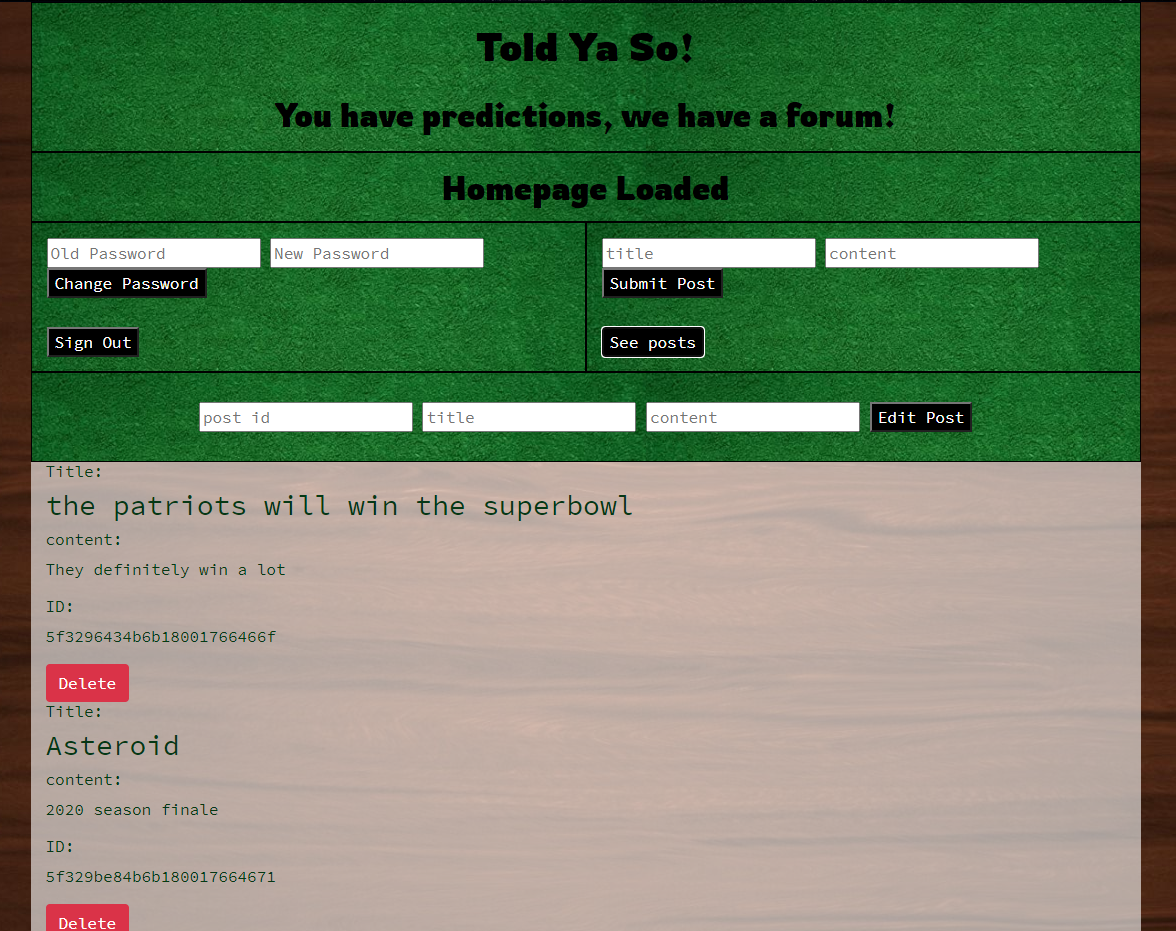 Told Ya So!
You have predictions, we have a forum!
Homepage Loaded
Old Password New Password
Change Password
Sign Out
title content
Submit Post
See posts
post id title content Edit Post
Title:
the patriots will win the superbowl
content:
They definitely win a lot
ID:
5f3296434b6b18001766466f
Delete
Title:
Asteroid
content:
2020 season finale
ID:
5f329be84b6b180017664671
Delete